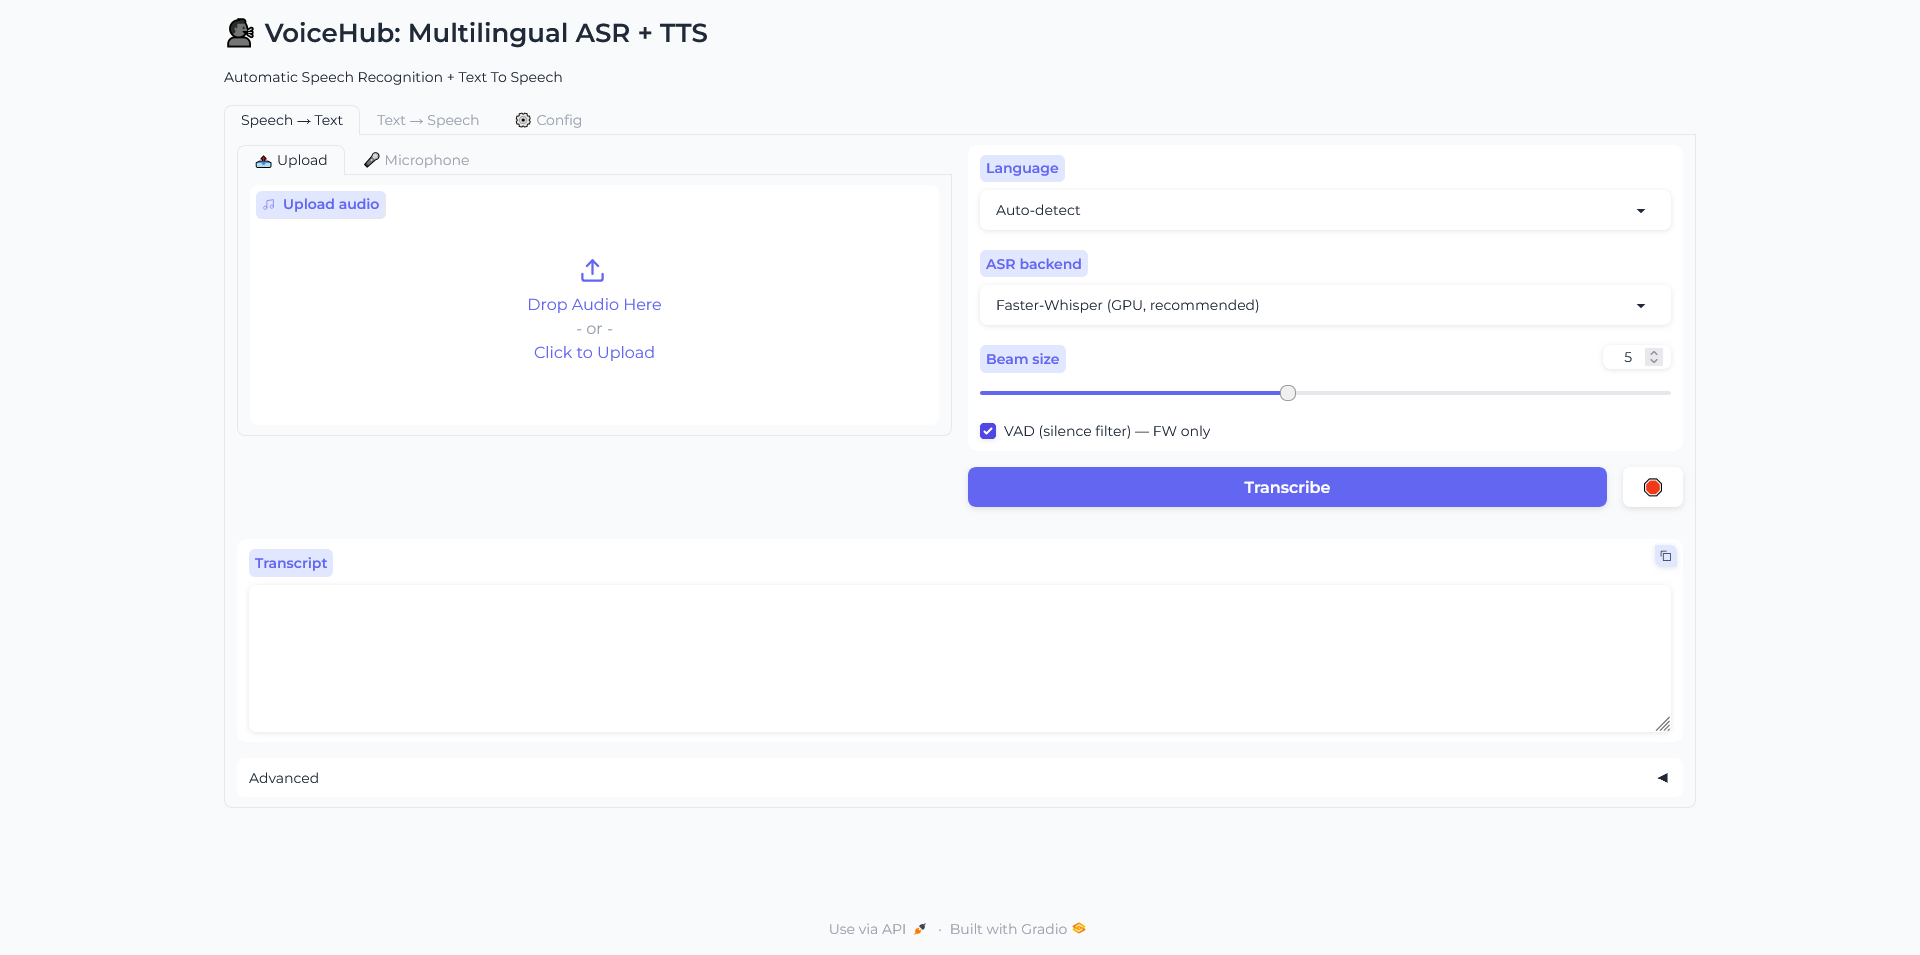 VoiceHub: Multilingual ASR + TTS
Automatic Speech Recognition + Text To Speech
Speech → Text
Text → Speech
Config
Upload
Microphone
Upload audio
Drop Audio Here
- or -
Click to Upload
Language
Auto-detect
ASR backend
Faster-Whisper (GPU, recommended)
Beam size
5
VAD (silence filter) — FW only
Transcribe
Transcript
Advanced
Use via API · Built with Gradio